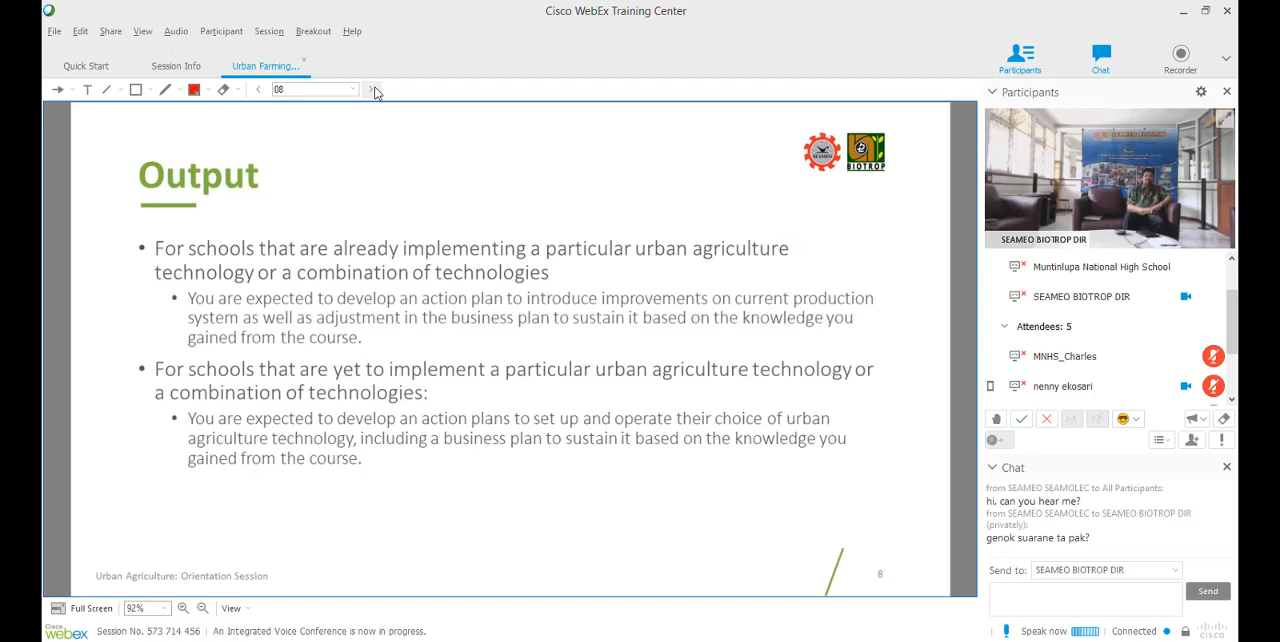 Cisco WebEx Training Center
File Edit Share View Audio Participant Session Breakout Help
Quick Start Session Info Urban Farming...
Participants Chat Recorder
T 08
Output
SEAMEO BIOTROP
• For schools that are already implementing a particular urban agriculture
technology or a combination of technologies
• You are expected to develop an action plan to introduce improvements on current production
system as well as adjustment in the business plan to sustain it based on the knowledge you
gained from the course.
• For schools that are yet to implement a particular urban agriculture technology or
a combination of technologies:
• You are expected to develop an action plans to set up and operate their choice of urban
agriculture technology, including a business plan to sustain it based on the knowledge you
gained from the course.
Urban Agriculture: Orientation Session
8
Full Screen 92% View
Cisco webex Session No. 573 714 456 | An Integrated Voice Conference is now in progress.
Participants
SEAMEO BIOTROP DIR
Muntinlupa National High School
SEAMEO BIOTROP DIR
Attendees: 5
MNHS_Charles
nenny ekosari
Chat
from SEAMEO SEAMOLEC to All Participants:
hi, can you hear me?
from SEAMEO SEAMOLEC to SEAMEO BIOTROP DIR
(privately):
genok suarane ta pak?
Send to: SEAMEO BIOTROP DIR
Send
Speak now Connected
cisco